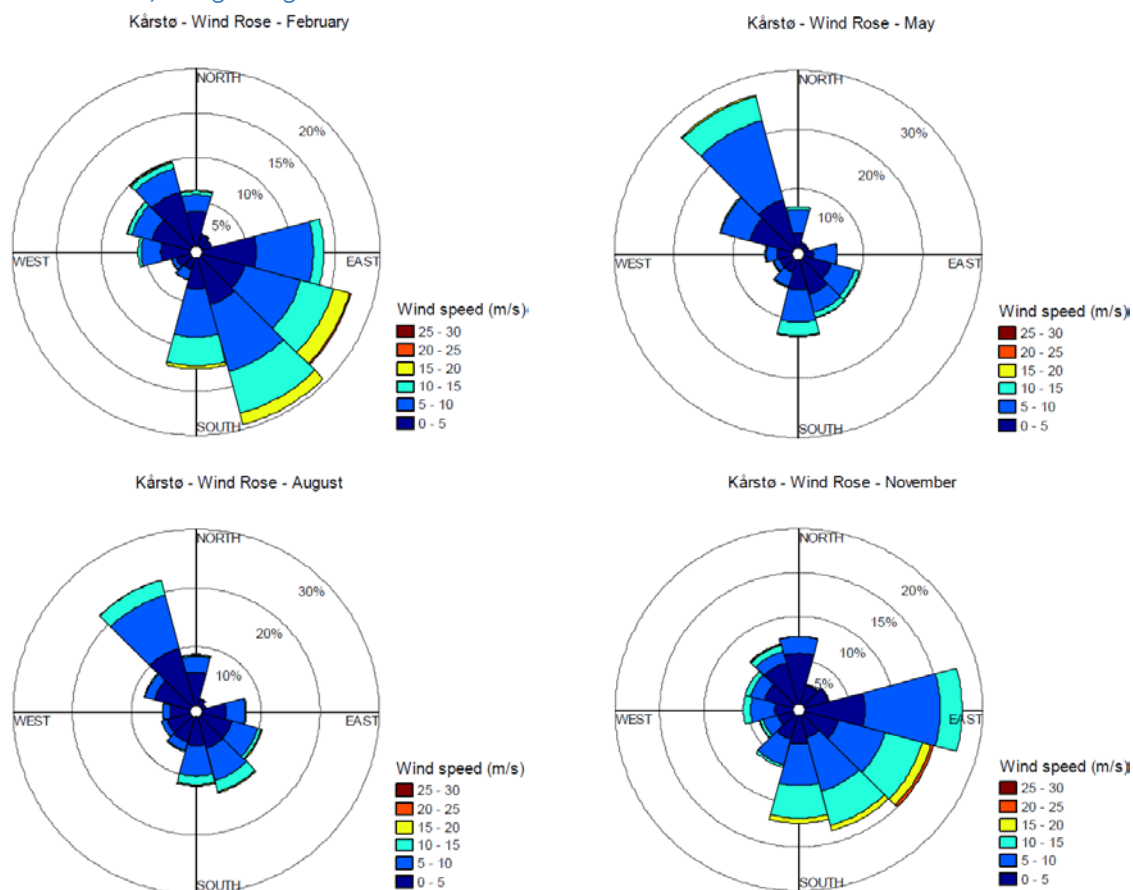 Kårstø - Wind Rose - February
NORTH
20%
15%
10%
5%
WEST
EAST
SOUTH
Wind speed (m/s)
25 - 30
20 - 25
15 - 20
10 - 15
5 - 10
0 - 5
Kårstø - Wind Rose - May
NORTH
30%
20%
10%
WEST
EAST
SOUTH
Wind speed (m/s)
25 - 30
20 - 25
15 - 20
10 - 15
5 - 10
0 - 5
Kårstø - Wind Rose - August
NORTH
30%
20%
10%
WEST
EAST
SOUTH
Wind speed (m/s)
25 - 30
20 - 25
15 - 20
10 - 15
5 - 10
0 - 5
Kårstø - Wind Rose - November
NORTH
20%
15%
10%
5%
WEST
EAST
SOUTH
Wind speed (m/s)
25 - 30
20 - 25
15 - 20
10 - 15
5 - 10
0 - 5